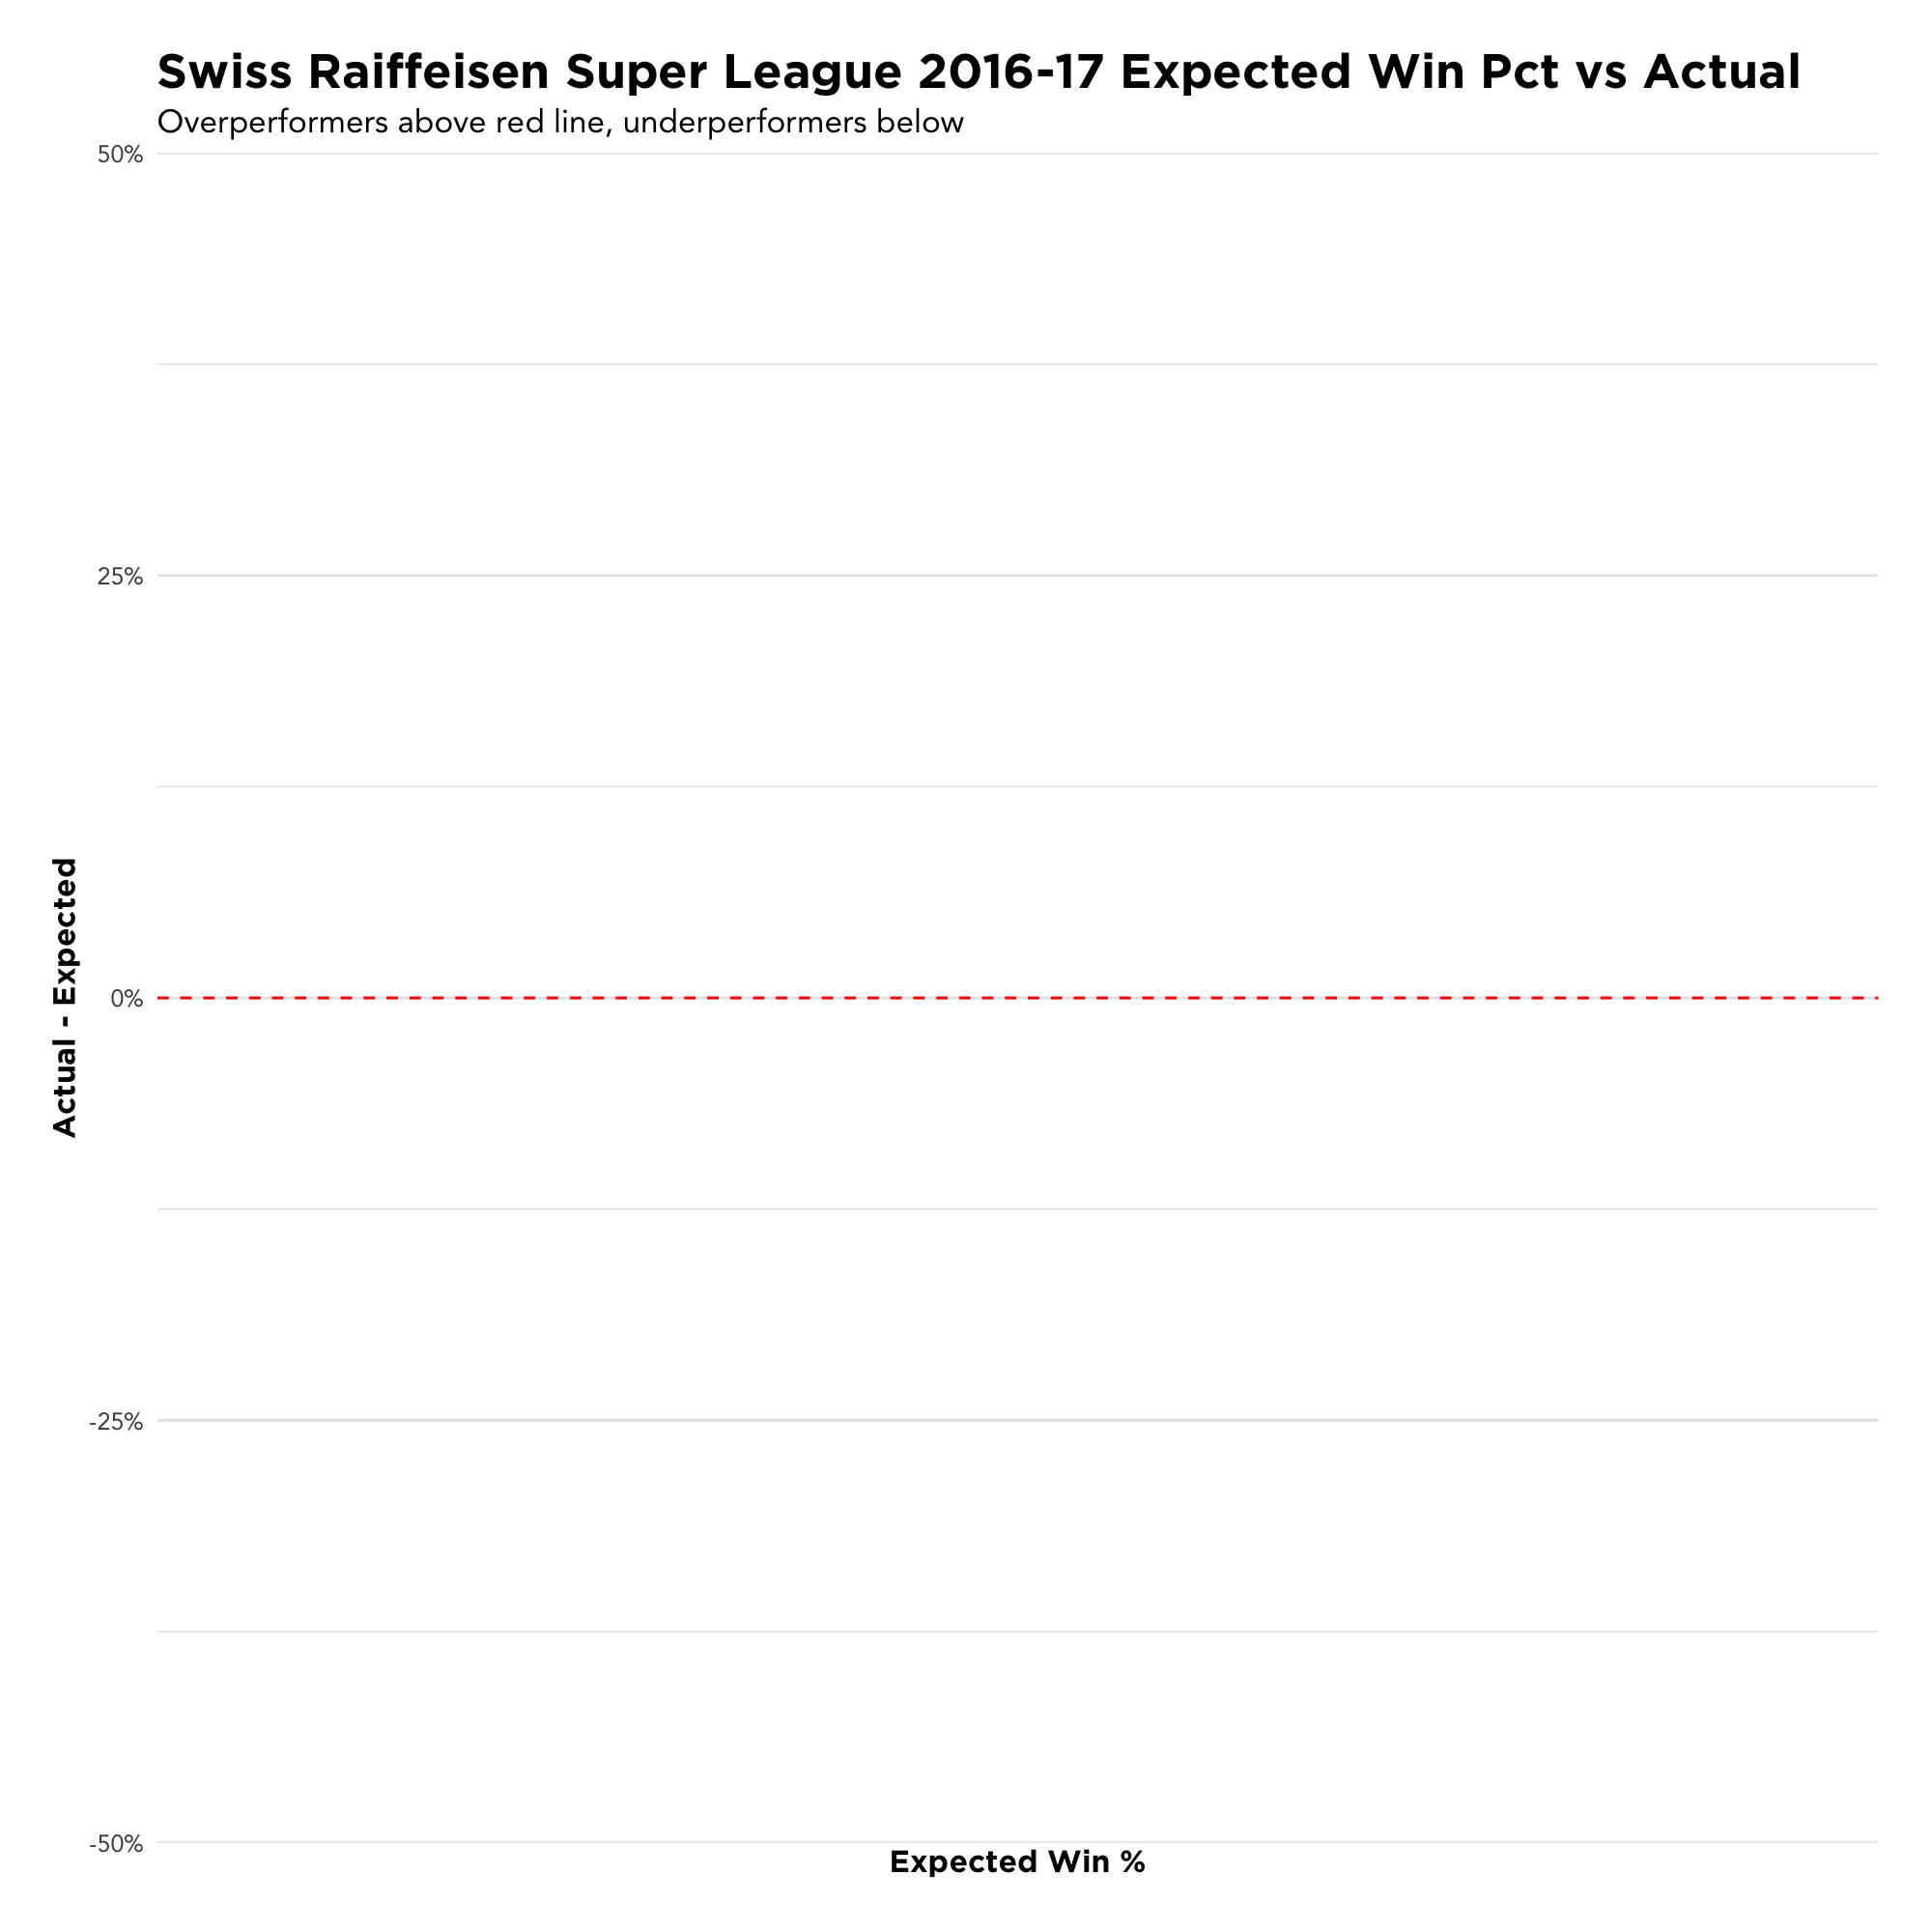 Swiss Raiffeisen Super League 2016-17 Expected Win Pct vs Actual
Overperformers above red line, underperformers below
50%
25%
0%
-25%
-50%
Actual - Expected
Expected Win %